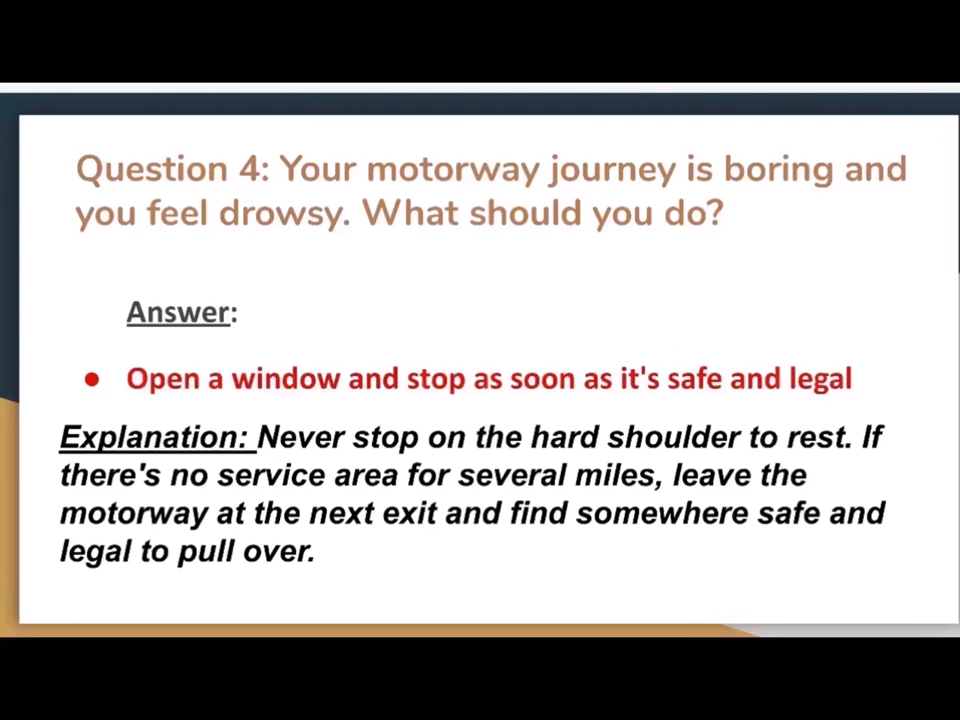 Question 4: Your motorway journey is boring and
you feel drowsy. What should you do?
Answer:
● Open a window and stop as soon as it's safe and legal
Explanation: Never stop on the hard shoulder to rest. If
there's no service area for several miles, leave the
motorway at the next exit and find somewhere safe and
legal to pull over.